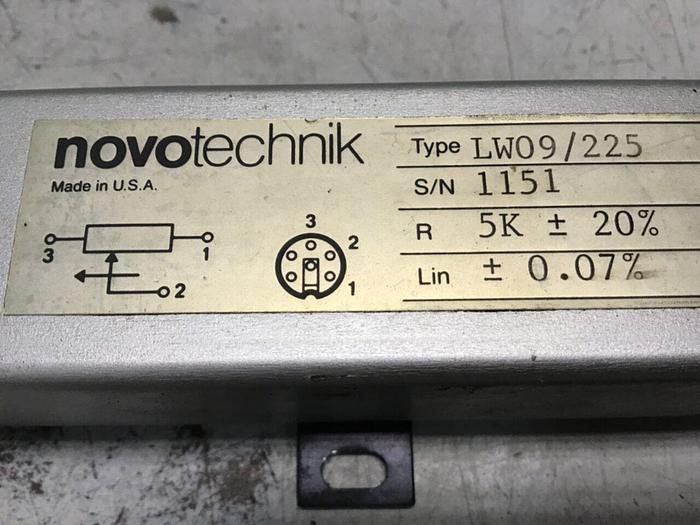 novotechnik
Made in U.S.A.
3 1
2
3
2
1
Type LW09/225
S/N 1151
R 5K ± 20%
Lin ± 0.07%